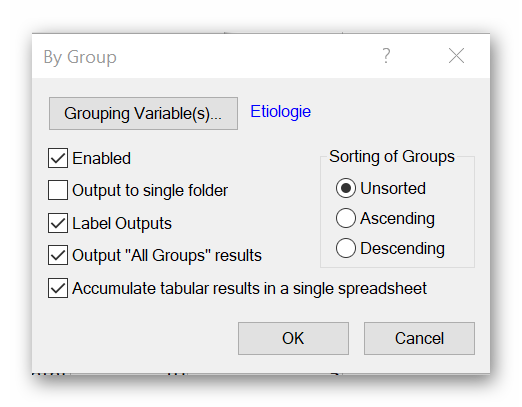 By Group
Grouping Variable(s)... Etiologie
Enabled
Output to single folder
Label Outputs
Output "All Groups" results
Accumulate tabular results in a single spreadsheet
Sorting of Groups
Unsorted
Ascending
Descending
OK Cancel